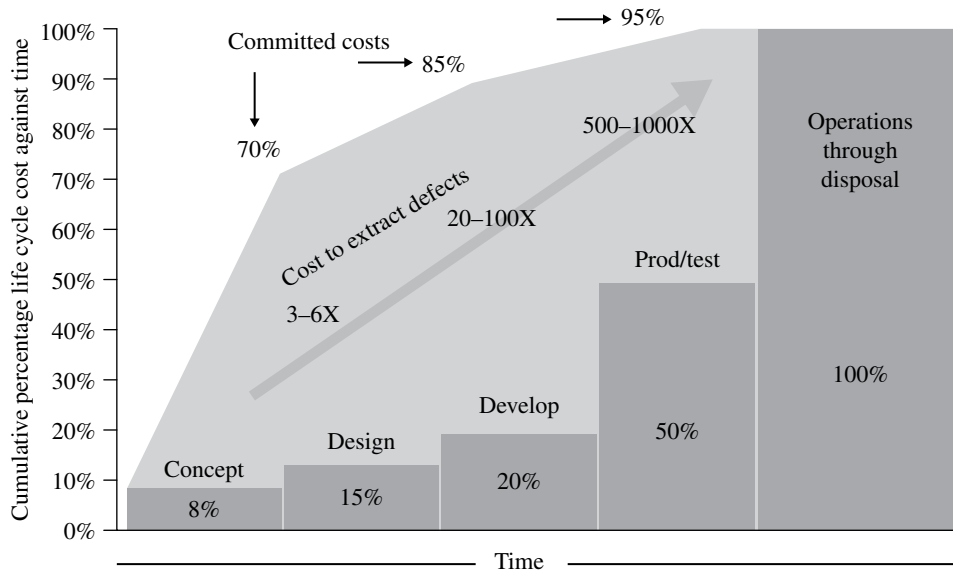 Cumulative percentage life cycle cost against time
100%
90%
80%
70%
60%
50%
40%
30%
20%
10%
0%
Committed costs
70%
85%
95%
Cost to extract defects
3–6X
20–100X
500–1000X
Concept
8%
Design
15%
Develop
20%
Prod/test
50%
Operations
through
disposal
100%
Time